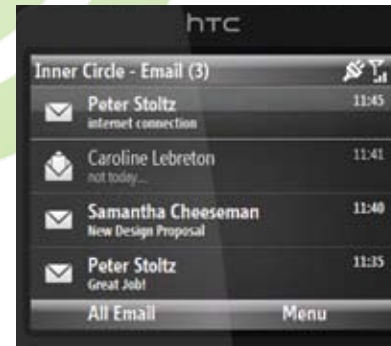 hTC
Inner Circle - Email (3)
Peter Stoltz 11:45
internet connection
Caroline Lebreton 11:41
not today...
Samantha Cheeseman 11:40
New Design Proposal
Peter Stoltz 11:35
Great Job!
All Email Menu